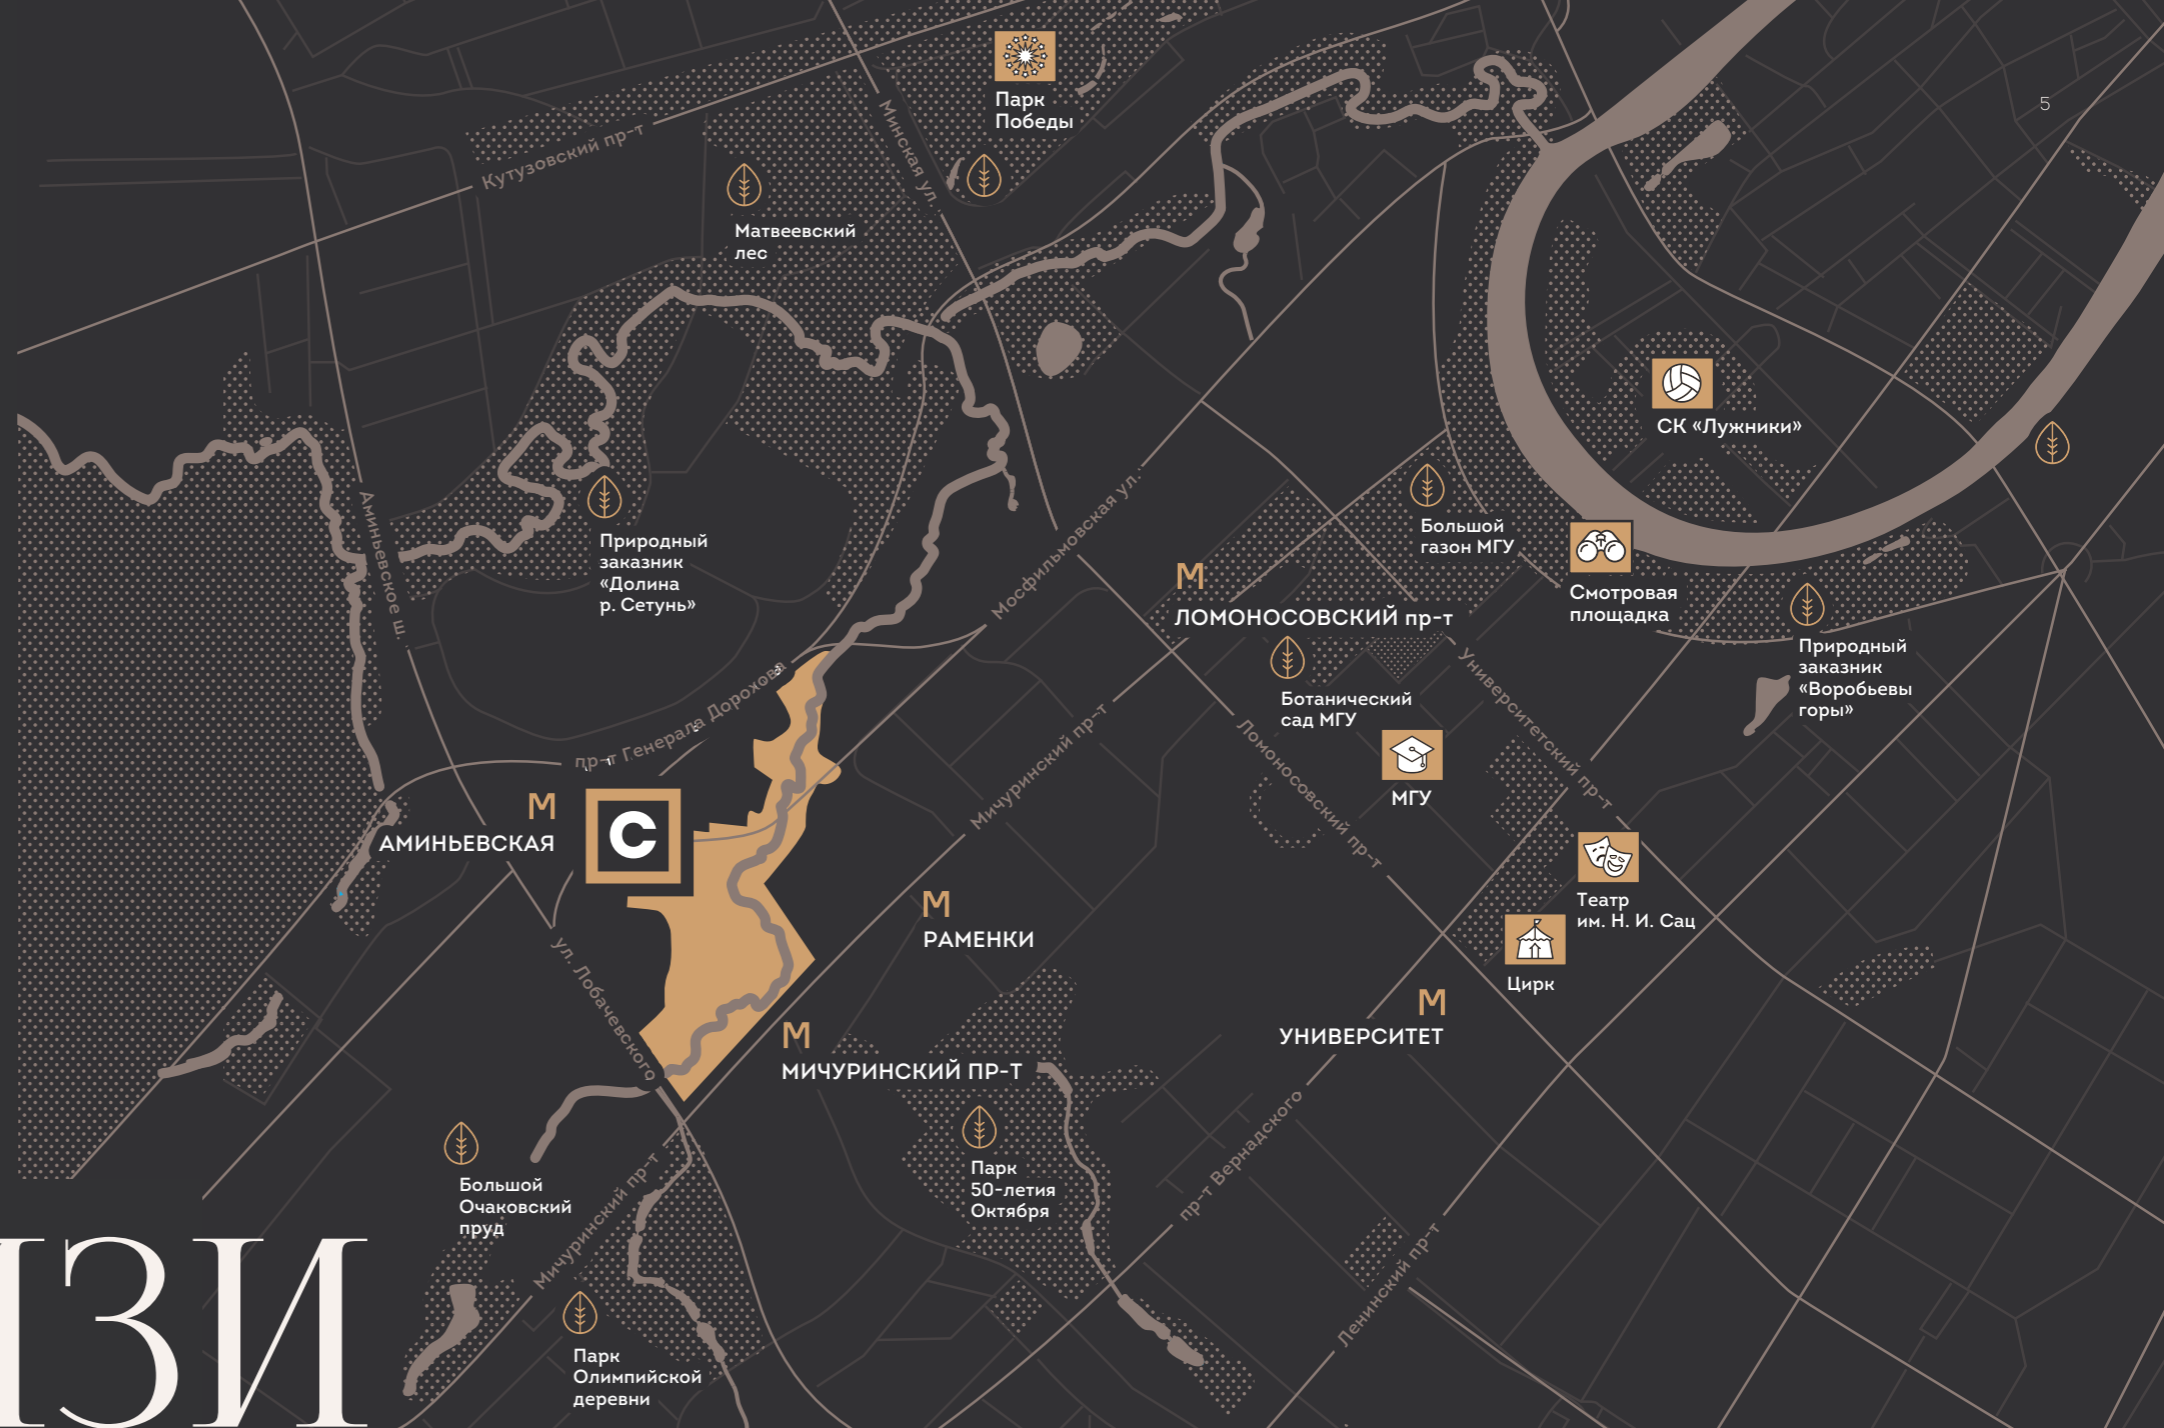 5
Парк
Победы
Кутузовский пр-т
Минская ул.
Матвеевский
лес
СК «Лужники»
Аминьевское ш.
Природный
заказник
«Долина
р. Сетунь»
Мосфильмовская ул.
Большой
газон МГУ
М
ЛОМОНОСОВСКИЙ пр-т
Смотровая
площадка
Природный
заказник
«Воробьевы
горы»
Ботанический
сад МГУ
Университетский пр-т
пр-т Генерала Дорохова
Мичуринский пр-т
Ломоносовский пр-т
МГУ
М
АМИНЬЕВСКАЯ
С
Театр
им. Н. И. Сац
М
РАМЕНКИ
Цирк
ул. Лобачевского
М
УНИВЕРСИТЕТ
М
МИЧУРИНСКИЙ ПР-Т
пр-т Вернадского
Большой
Очаковский
пруд
Парк
50-летия
Октября
Мичуринский пр-т
Ленинский пр-т
Парк
Олимпийской
деревни
ЗИ